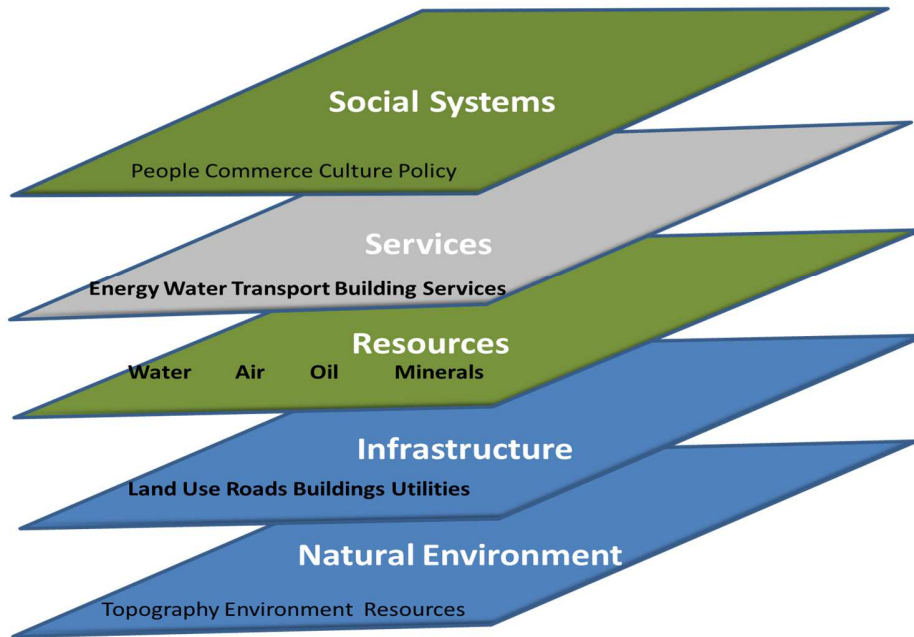 Social Systems
People Commerce Culture Policy
Services
Energy Water Transport Building Services
Resources
Water Air Oil Minerals
Infrastructure
Land Use Roads Buildings Utilities
Natural Environment
Topography Environment Resources